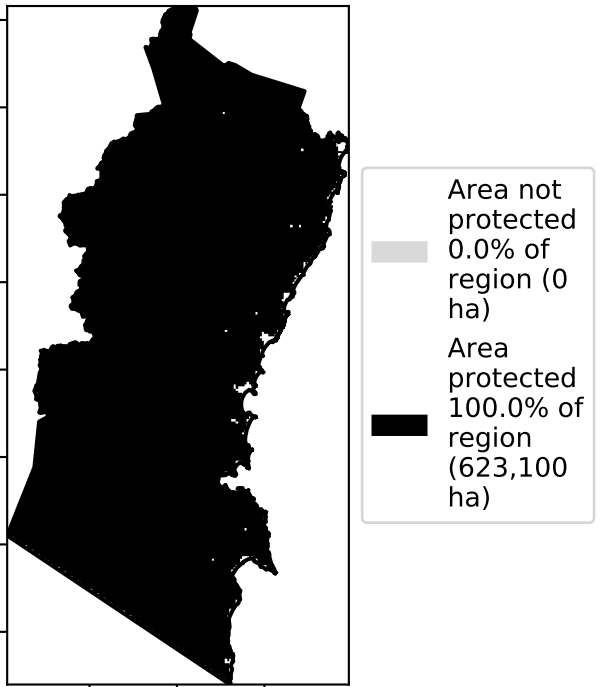 Area not
protected
0.0% of
region (0
ha)
Area
protected
100.0% of
region
(623,100
ha)